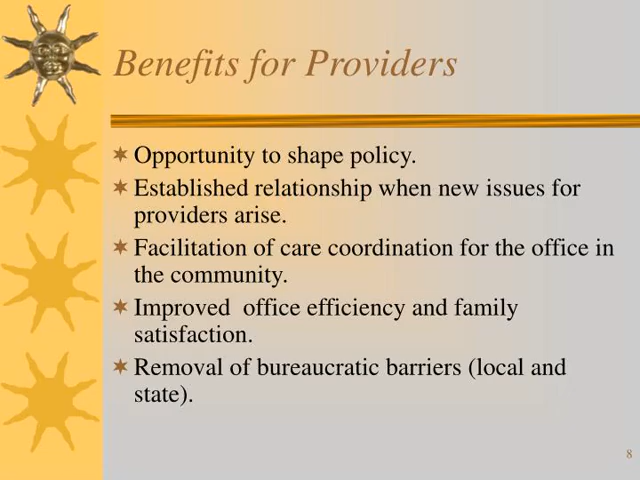 Benefits for Providers
Opportunity to shape policy.
Established relationship when new issues for
providers arise.
Facilitation of care coordination for the office in
the community.
Improved  office efficiency and family
satisfaction.
Removal of bureaucratic barriers (local and
state).
8